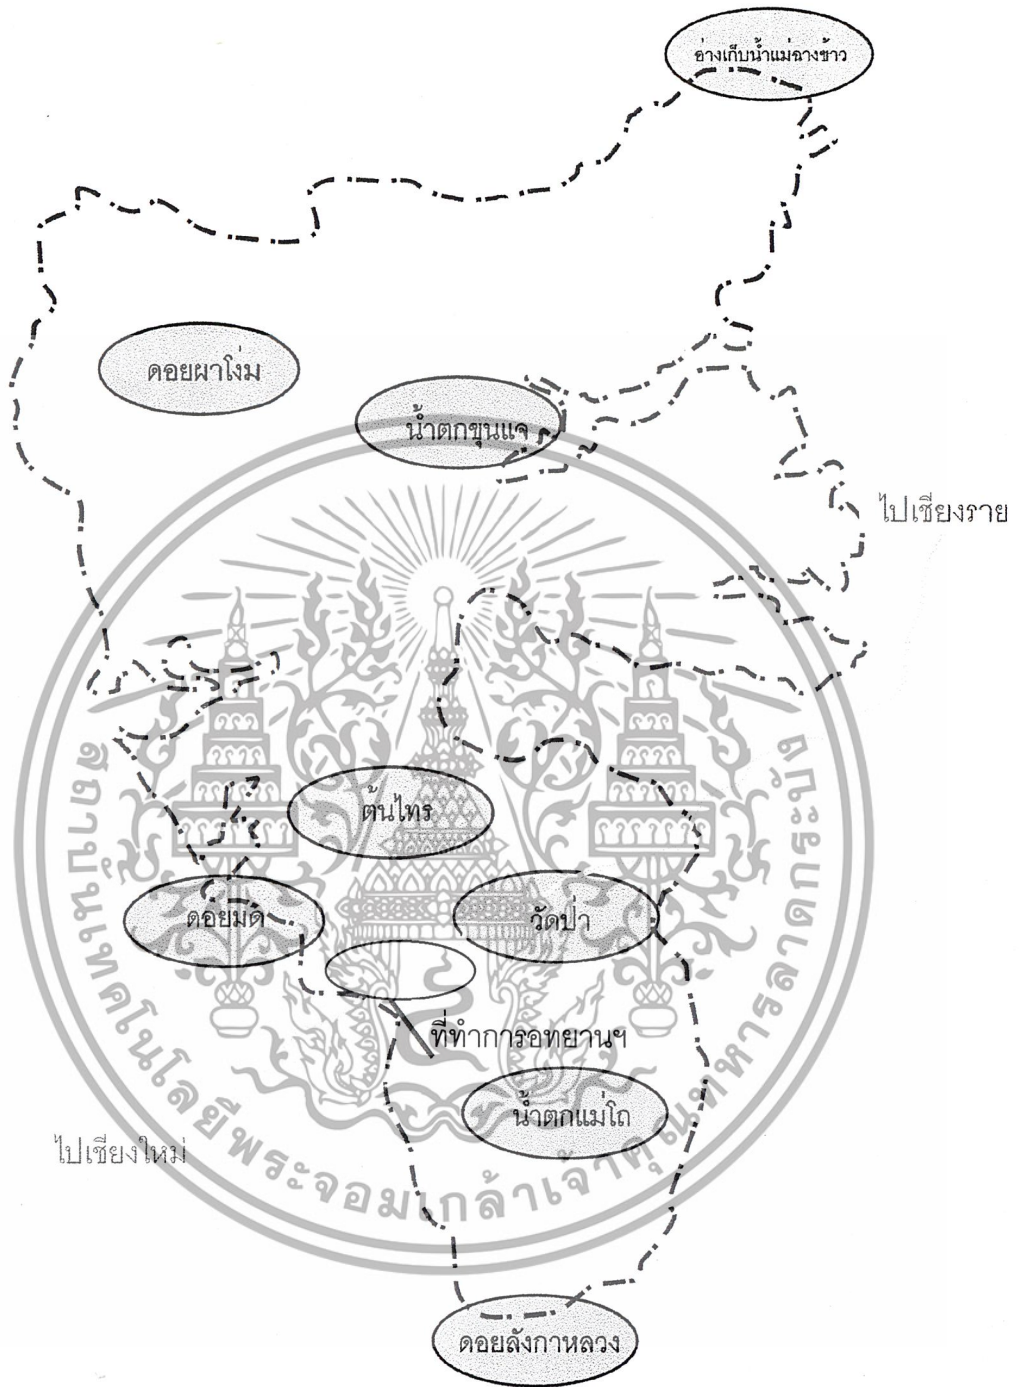 อ่างเก็บน้ำแม่ฉางข้าว
ดอยผาโง่ม
น้ำตกขุนแจ
ไปเชียงราย
ต้นไทร
ดอยมด
วัดป่า
ที่ทำการอทยานฯ
น้ำตกแม่โถ
ไปเชียงใหม่
ดอยลังกาหลวง
สถาบันเทคโนโลยีพระจอมเกล้าเจ้าคุณทหารลาดกระบัง